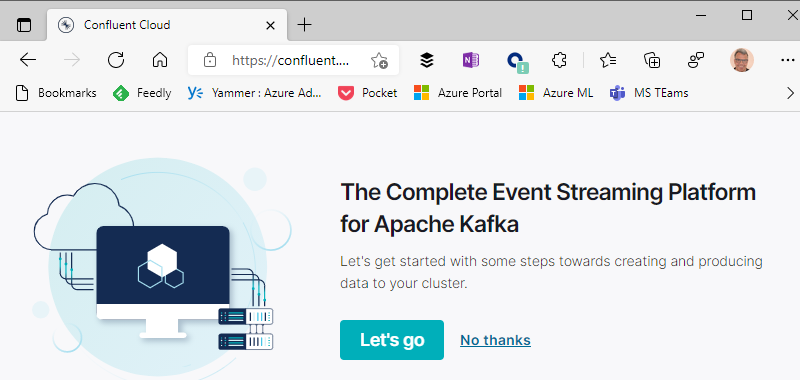 Confluent Cloud
https://confluent....
Bookmarks Feedly Yammer : Azure Ad... Pocket Azure Portal Azure ML MS TEams
The Complete Event Streaming Platform
for Apache Kafka
Let's get started with some steps towards creating and producing
data to your cluster.
Let's go No thanks